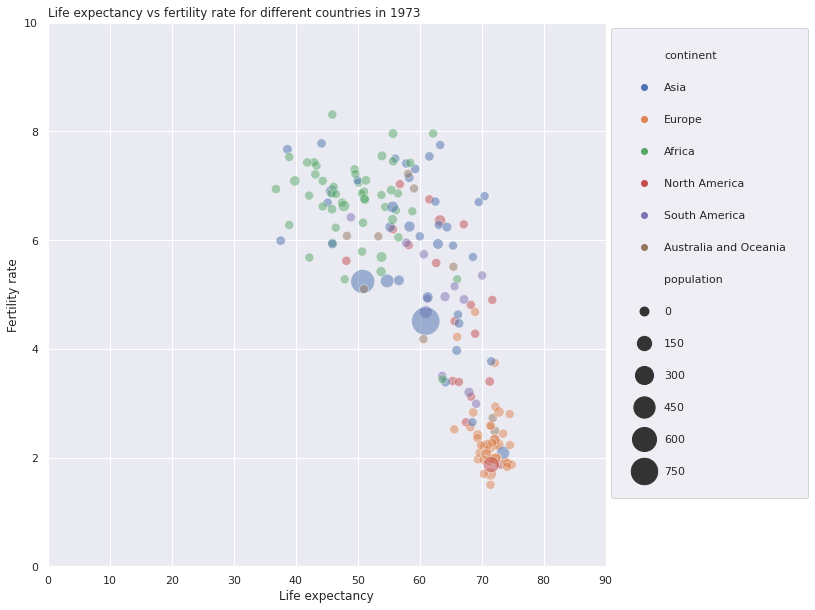 Life expectancy vs fertility rate for different countries in 1973
10
8
6
4
2
0
Fertility rate
0 10 20 30 40 50 60 70 80 90
Life expectancy
continent
Asia
Europe
Africa
North America
South America
Australia and Oceania
population
0
150
300
450
600
750